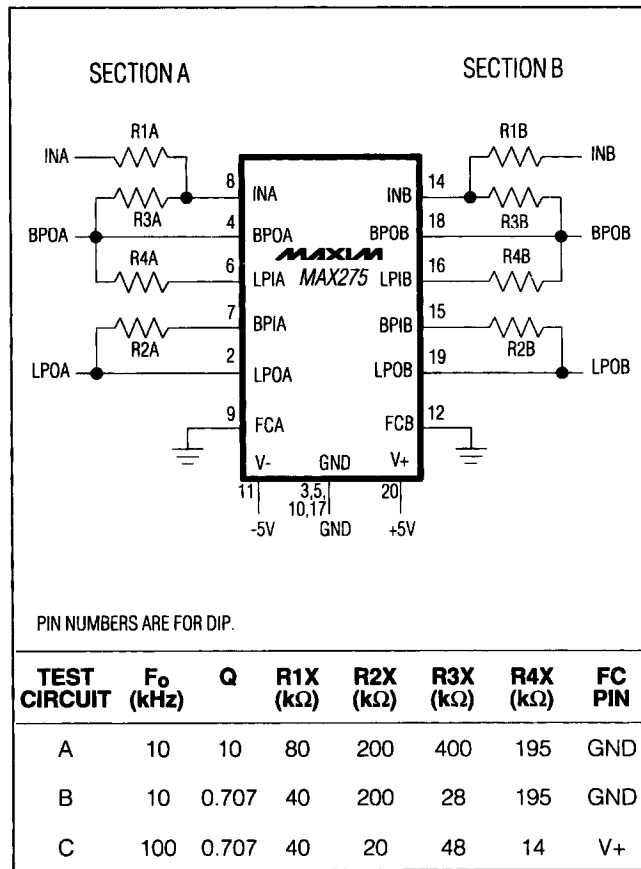 SECTION A SECTION B
R1A R1B
INA INB
8 INA INB 14
R3A R3B
BPOA 4 BPOA BPOB 18 BPOB
MAXIM
MAX275
R4A R4B
6 LPIA LPIB 16
7 BPIA BPIB 15
R2A R2B
LPOA 2 LPOA LPOB 19 LPOB
9 FCA FCB 12
V- GND V+
11 3,5, 20
10,17
-5V GND +5V
PIN NUMBERS ARE FOR DIP.
TEST CIRCUIT Fo (kHz) Q R1X (kΩ) R2X (kΩ) R3X (kΩ) R4X (kΩ) FC PIN
A 10 10 80 200 400 195 GND
B 10 0.707 40 200 28 195 GND
C 100 0.707 40 20 48 14 V+